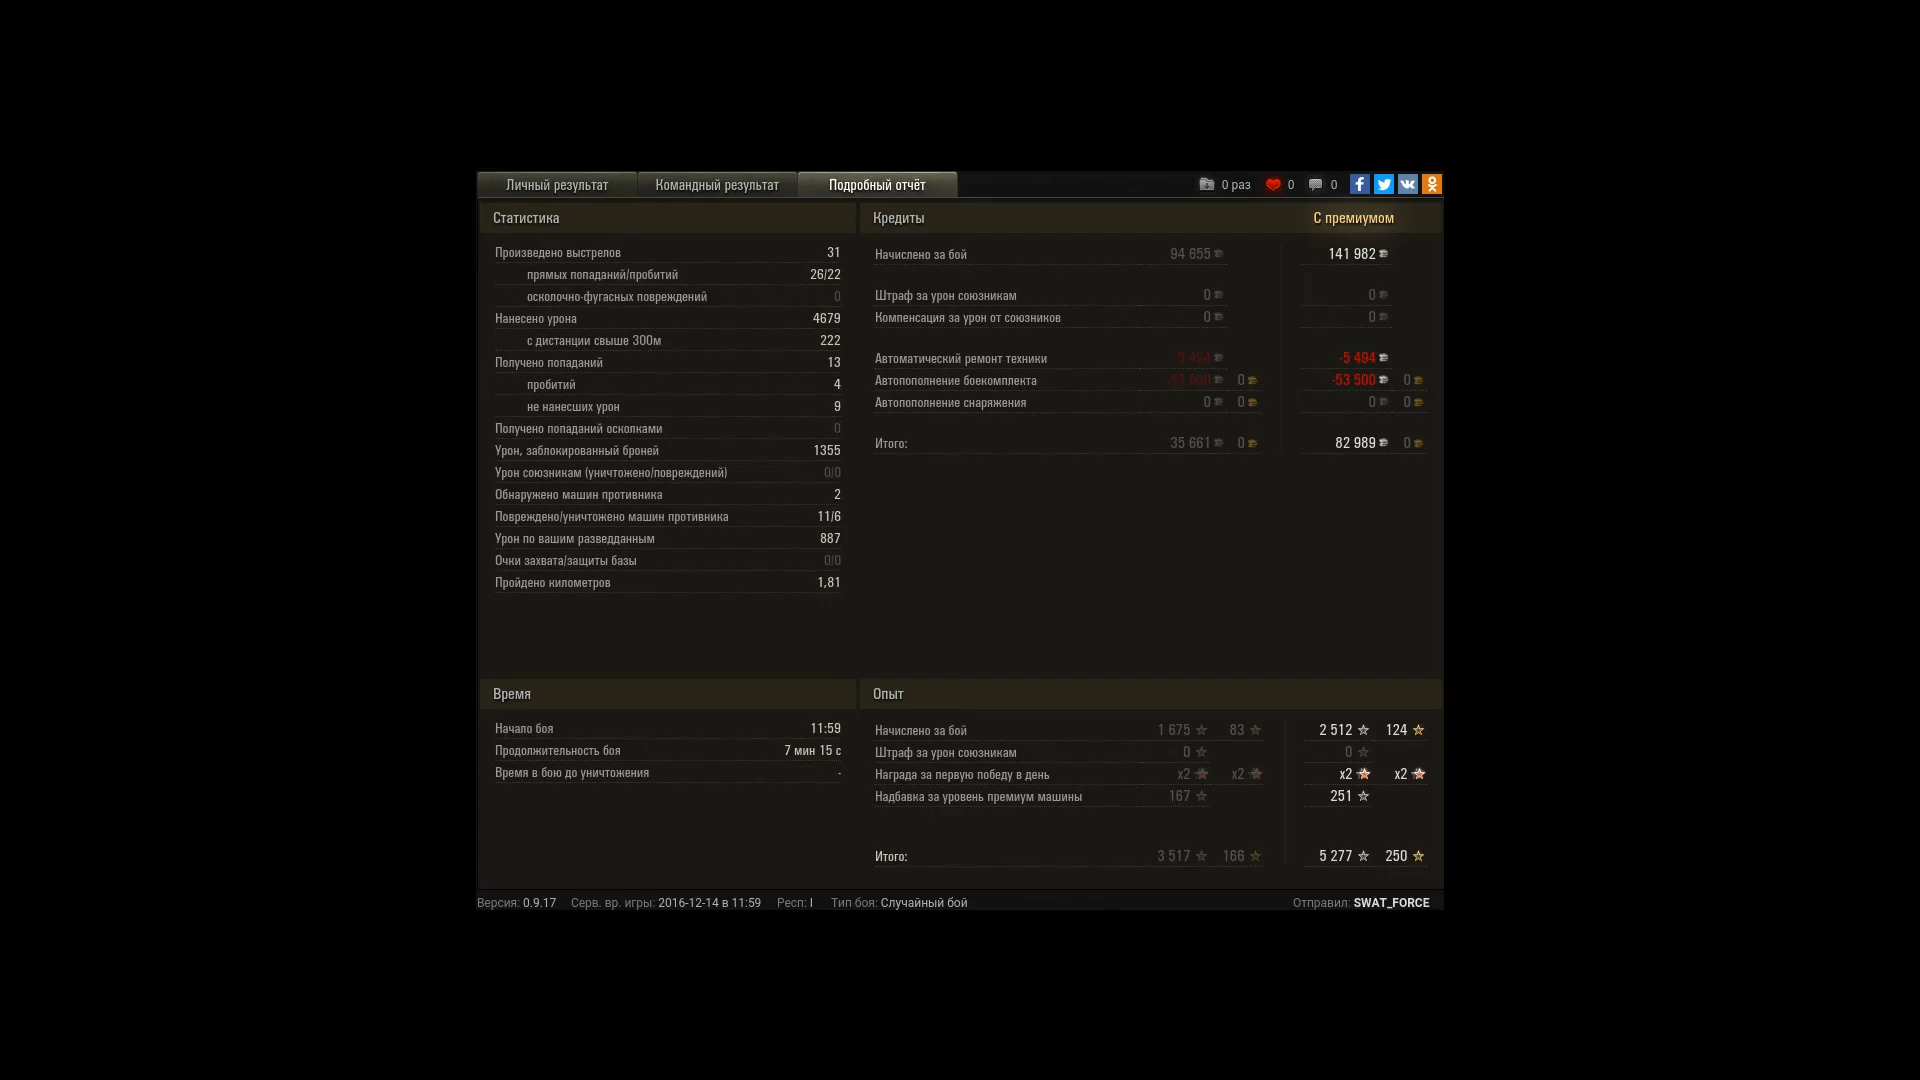 Личный результат Командный результат Подробный отчёт 0 раз 0 0
Статистика
Произведено выстрелов 31
прямых попаданий/пробитий 26/22
осколочно-фугасных повреждений 0
Нанесено урона 4679
с дистанции свыше 300м 222
Получено попаданий 13
пробитий 4
не нанесших урон 9
Получено попаданий осколками 0
Урон, заблокированный броней 1355
Урон союзникам (уничтожено/повреждений) 0/0
Обнаружено машин противника 2
Повреждено/уничтожено машин противника 11/6
Урон по вашим разведданным 887
Очки захвата/защиты базы 0/0
Пройдено километров 1,81
Кредиты С премиумом
Начислено за бой 94 655 141 982
Штраф за урон союзникам 0 0
Компенсация за урон от союзников 0 0
Автоматический ремонт техники -5 494 -5 494
Автопополнение боекомплекта -53 500 0 -53 500 0
Автопополнение снаряжения 0 0 0 0
Итого: 35 661 0 82 989 0
Время
Начало боя 11:59
Продолжительность боя 7 мин 15 с
Время в бою до уничтожения -
Опыт
Начислено за бой 1 675 83 2 512 124
Штраф за урон союзникам 0 0
Награда за первую победу в день x2 x2 x2 x2
Надбавка за уровень премиум машины 167 251
Итого: 3 517 166 5 277 250
Версия: 0.9.17 Серв. вр. игры: 2016-12-14 в 11:59 Респ: I Тип боя: Случайный бой Отправил: SWAT_FORCE